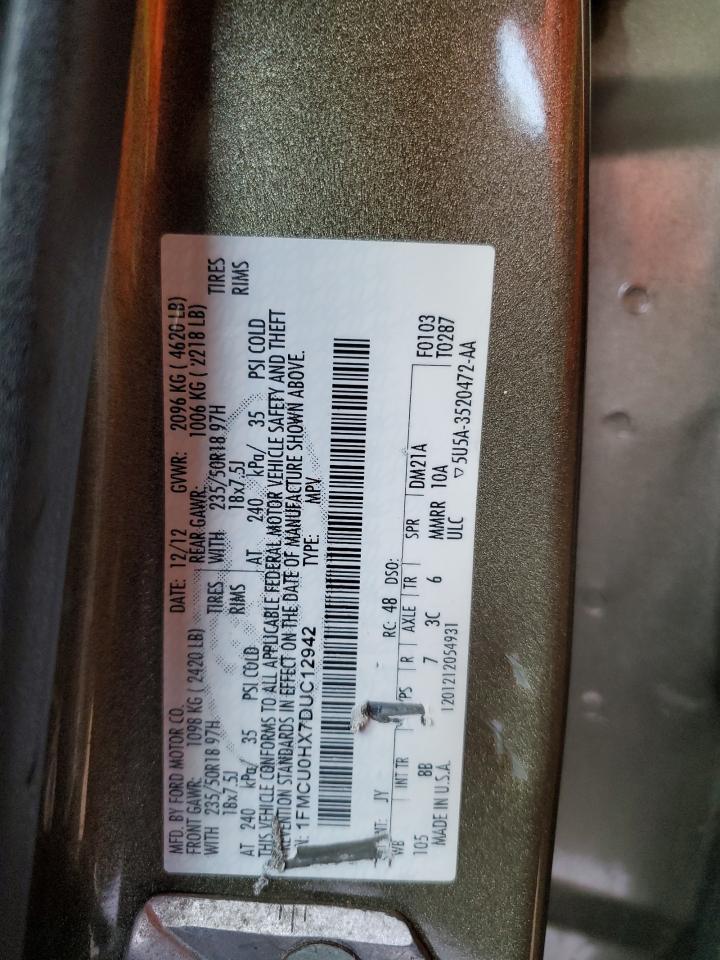 MFD. BY FORD MOTOR CO. DATE: 12/12 GVWR: 2096 KG ( 4620 LB)
FRONT GAWR: 1098 KG ( 2420 LB) REAR GAWR: 1006 KG ( 2218 LB)
WITH 235/50R18 97H TIRES WITH 235/50R18 97H TIRES
18x7.5J RIMS 18x7.5J RIMS
AT 240 kPa/ 35 PSI COLD AT 240 kPa/ 35 PSI COLD
THIS VEHICLE CONFORMS TO ALL APPLICABLE FEDERAL MOTOR VEHICLE SAFETY AND THEFT
STANDARDS IN EFFECT ON THE DATE OF MANUFACTURE SHOWN ABOVE.
1FMCU0HX7DUC12942 TYPE: MPV
JY RC: 48 DSO: F0103
WB INT TR R AXLE TR SPR DM21A T0287
105 8B 7 3C 6 MMRR 10A
MADE IN U.S.A. 1201212054931 ULC ▽5U5A-3520472-AA